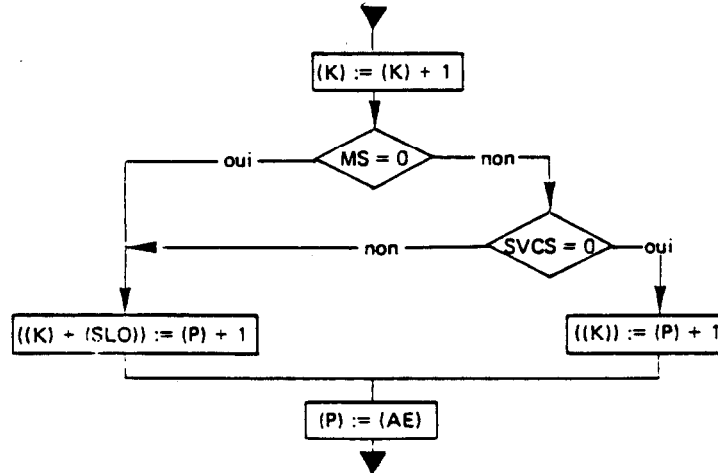 (K) := (K) + 1
oui
MS = 0
non
non
SVCS = 0
oui
((K) + (SLO)) := (P) + 1
((K)) := (P) + 1
(P) := (AE)